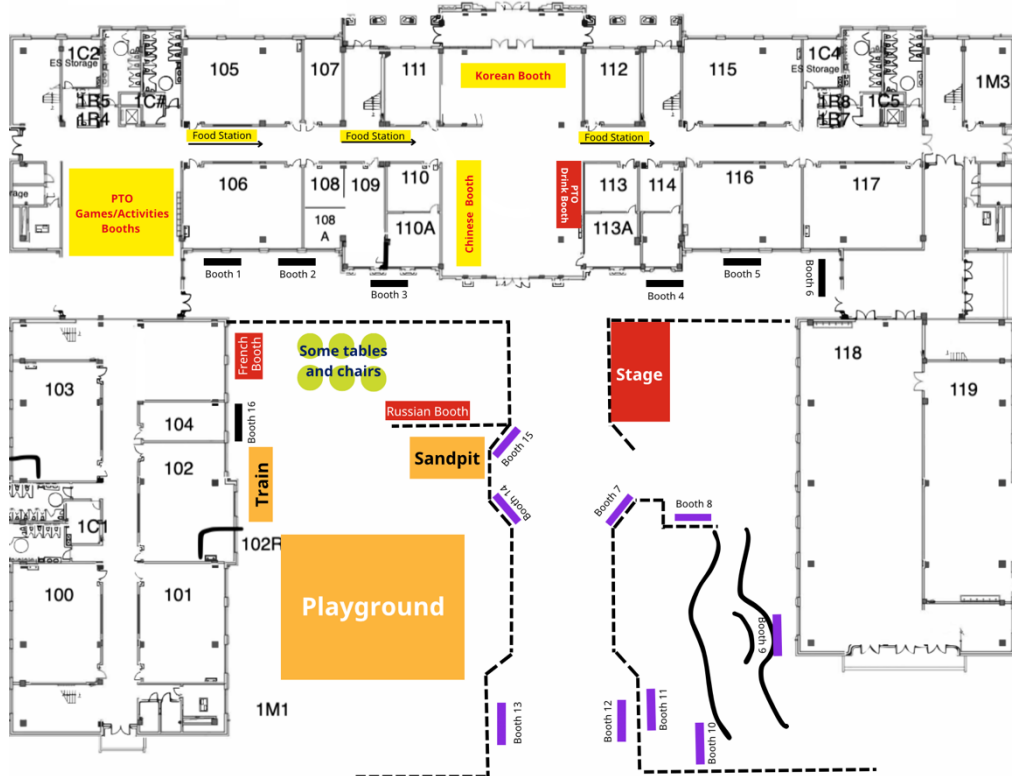 1C2
ES Storage
1R5
1R4
1C#
105
107
111
Korean Booth
112
115
1C4
ES Storage
1R8
1R7
1C5
1M3
Food Station
Food Station
Food Station
PTO
Games/Activities
Booths
106
108
108
A
109
110
110A
Chinese Booth
PTO
Drink Booth
113
113A
114
116
117
Booth 1
Booth 2
Booth 3
Booth 4
Booth 5
Booth 6
103
104
102
102R
1C1
100
101
1M1
French
Booth
Some tables
and chairs
Russian Booth
Booth 16
Train
Sandpit
Booth 15
Booth 14
Playground
Booth 13
Stage
Booth 7
Booth 8
Booth 9
Booth 10
Booth 11
Booth 12
118
119